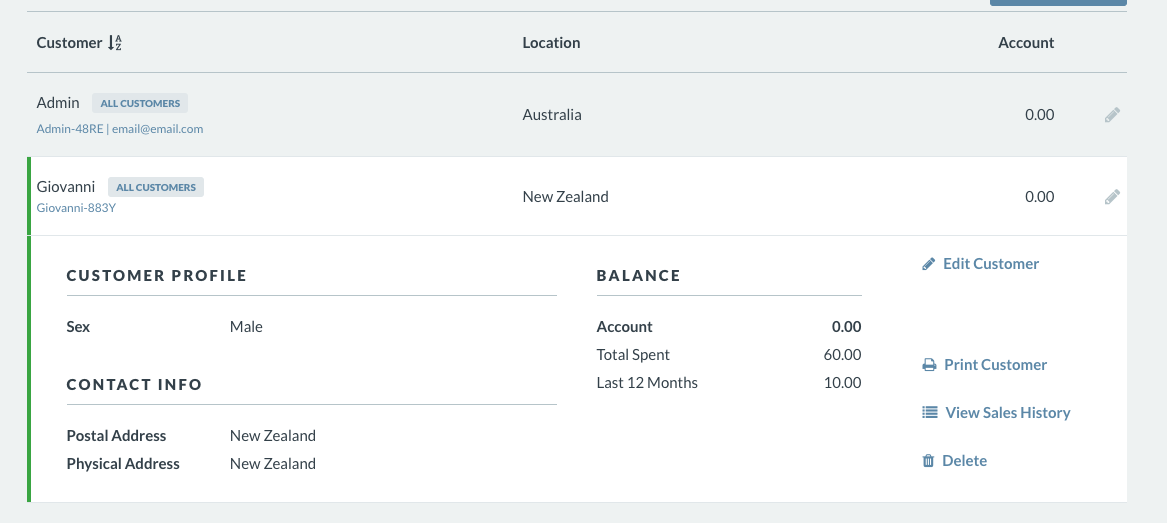 Customer Location Account
Admin ALL CUSTOMERS
Admin-48RE | email@email.com
Australia 0.00
Giovanni ALL CUSTOMERS
Giovanni-883Y
New Zealand 0.00
CUSTOMER PROFILE
Sex Male
CONTACT INFO
Postal Address New Zealand
Physical Address New Zealand
BALANCE
Account 0.00
Total Spent 60.00
Last 12 Months 10.00
Edit Customer
Print Customer
View Sales History
Delete